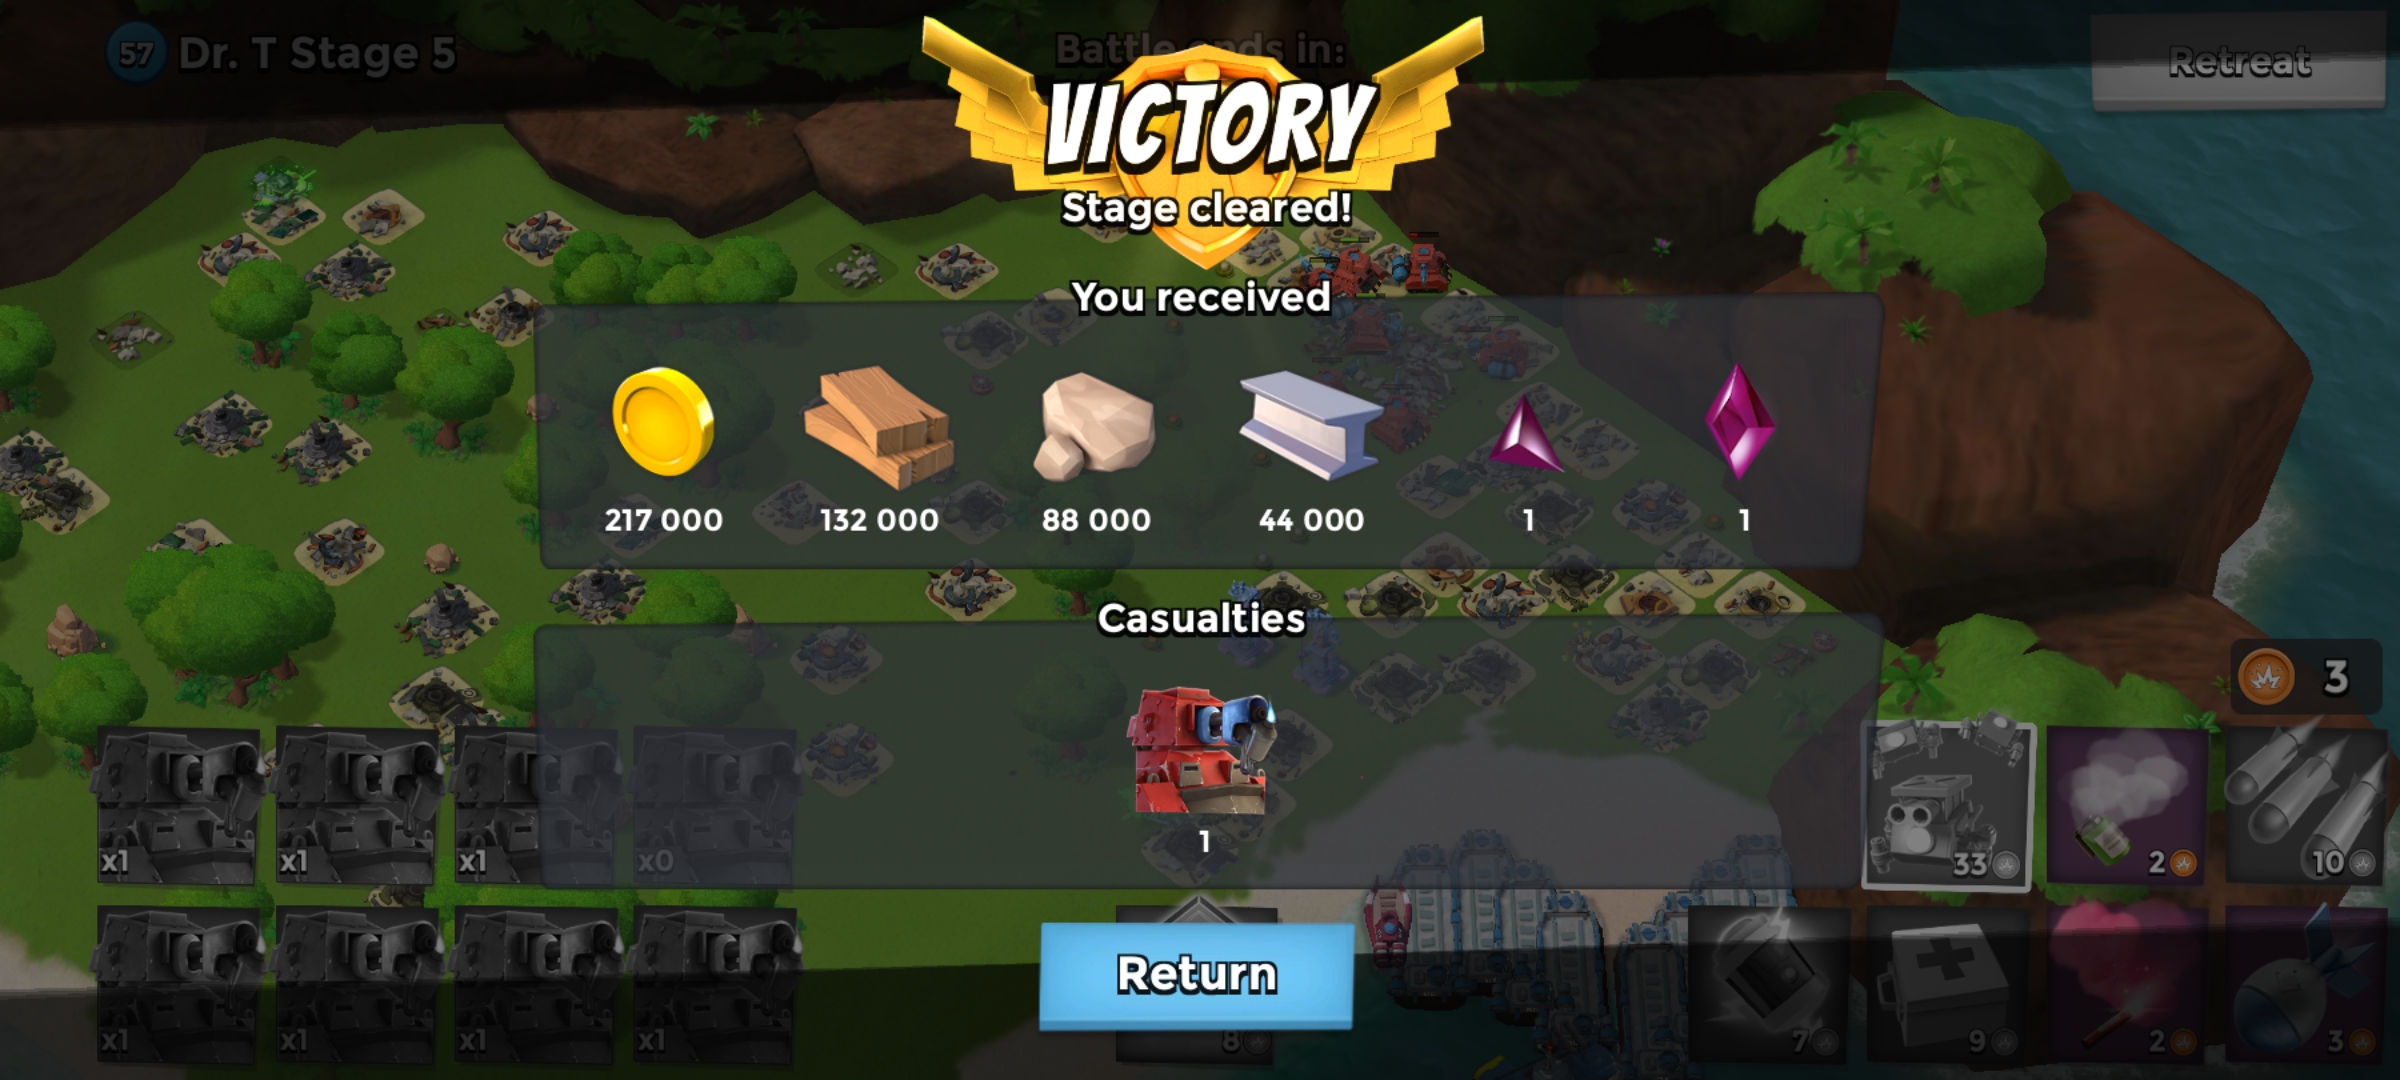 57 Dr. T Stage 5
Battle ends in:
Retreat
VICTORY
Stage cleared!
You received
217 000 132 000 88 000 44 000 1 1
Casualties
1
3
x1 x1 x1 x0
33 2 10
x1 x1 x1 x1
Return
8 7 9 2 3